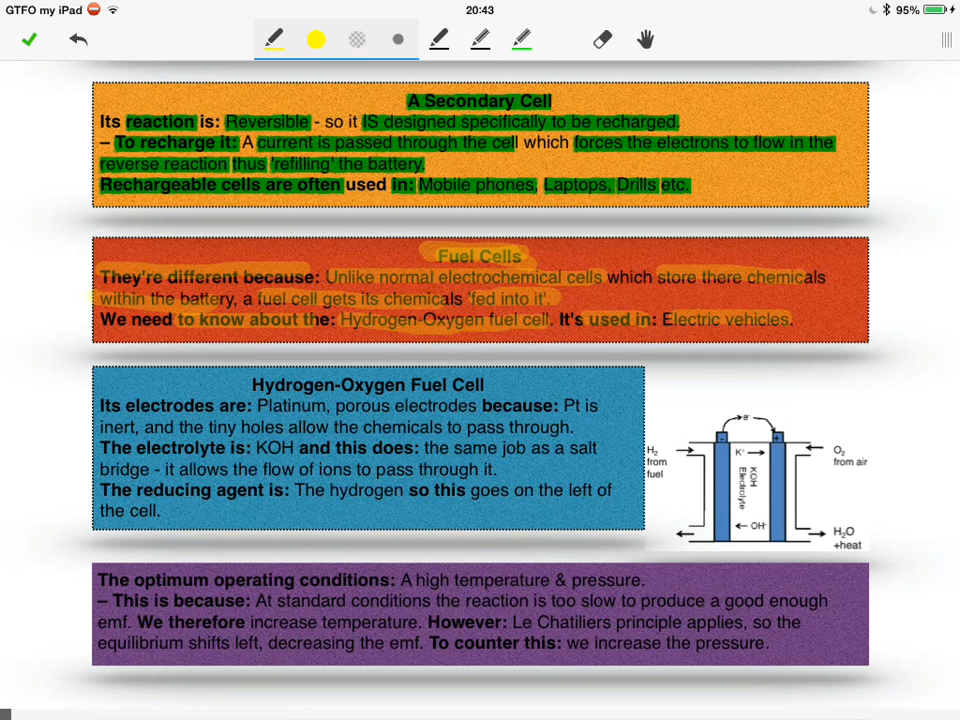 GTFO my iPad
20:43
95%
A Secondary Cell
Its reaction is: Reversible - so it IS designed specifically to be recharged.
– To recharge it: A current is passed through the cell which forces the electrons to flow in the
reverse reaction thus 'refilling' the battery.
Rechargeable cells are often used in: Mobile phones, Laptops, Drills etc.
Fuel Cells
They're different because: Unlike normal electrochemical cells which store there chemicals
within the battery, a fuel cell gets its chemicals 'fed into it'.
We need to know about the: Hydrogen-Oxygen fuel cell. It's used in: Electric vehicles.
Hydrogen-Oxygen Fuel Cell
Its electrodes are: Platinum, porous electrodes because: Pt is
inert, and the tiny holes allow the chemicals to pass through.
The electrolyte is: KOH and this does: the same job as a salt
bridge - it allows the flow of ions to pass through it.
The reducing agent is: The hydrogen so this goes on the left of
the cell.
e-
- +
H₂
from
fuel
K⁺
KOH
Electrolyte
OH⁻
O₂
from air
H₂O
+heat
The optimum operating conditions: A high temperature & pressure.
– This is because: At standard conditions the reaction is too slow to produce a good enough
emf. We therefore increase temperature. However: Le Chatiliers principle applies, so the
equilibrium shifts left, decreasing the emf. To counter this: we increase the pressure.